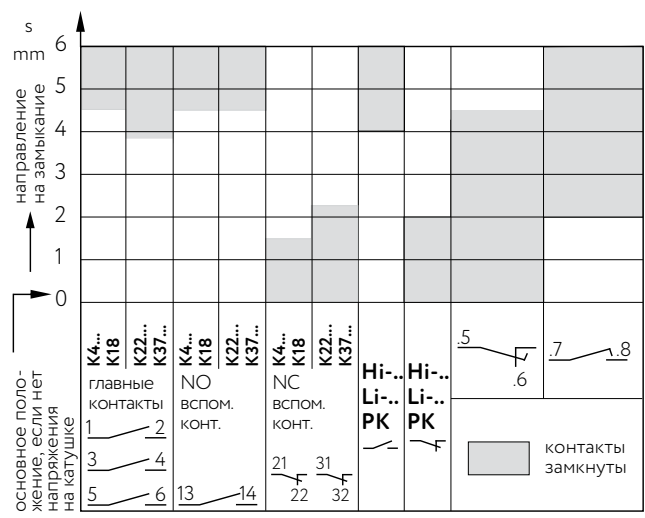 s
mm
6
5
4
3
2
1
0
направление
на замыкание
основное поло-
жение, если нет
напряжения
на катушке
K4...
K18
K22...
K37...
K4...
K18
K22...
K37...
K4...
K18
K22...
K37...
главные
контакты
1 2
3 4
5 6
NO
вспом.
конт.
13 14
NC
вспом.
конт.
21 22
31 32
Hi-..
Li-..
PK
Hi-..
Li-..
PK
.5 .6
.7 .8
контакты
замкнуты